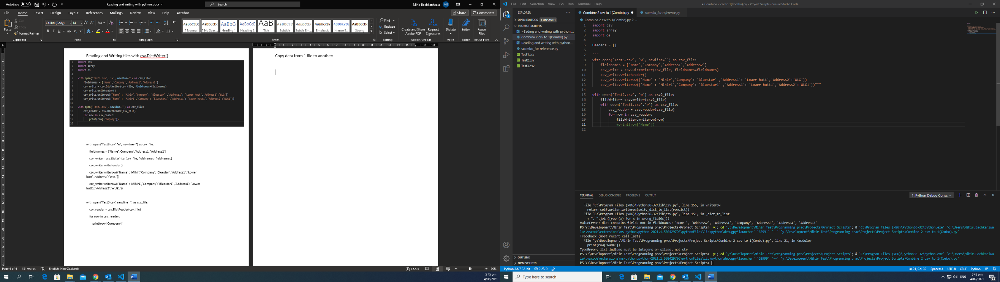 AutoSave Off
Reading and writing with python.docx
Search
Mihir Bachkaniwala MB
File Home Insert Design Layout References Mailings Review View Help Acrobat
Share Comments
Paste
Cut
Copy
Format Painter
Calibri (Body) 14
AaBbCcDc AaBbCcDc AaBbCc AaBbCcC AaB AaBbCcC AaBbCcDc AaBbCcDc AaBbCcDc AaBbCcDc
¶ Normal ¶ No Spac... Heading 1 Heading 2 Title Subtitle Subtle Em... Emphasis Intense E... Strong
Find
Replace
Select
Create and Share Adobe PDF
Request Signatures
Dictate
Editor
Reuse Files
Clipboard Font Paragraph Styles Editing Adobe Acrobat Voice Editor Reuse Files
Reading and Writing files with csv.DictWriter()
1 import csv
2 import array
3 import os
4
5 with open('Test3.csv', 'w', newline='') as csv_file:
6 fieldnames = ['Name','Company','Address1','Address2']
7 csv_write = csv.DictWriter(csv_file, fieldnames=fieldnames)
8 csv_write.writeheader()
9 csv_write.writerow({'Name' : 'Mihir','Company': 'Bluestar' ,'Address1': 'Lower hutt','Address2':'WLG'})
10 csv_write.writerow({'Name' : 'Mihir1','Company': 'Bluestar1' ,'Address1': 'Lower hutt1','Address2':'WLG1'})
11
12 with open('Test3.csv', newline='') as csv_file:
13 csv_reader = csv.DictReader(csv_file)
14 for row in csv_reader:
15 print(row['Company'])
16
with open('Test3.csv', 'w', newline='') as csv_file:
fieldnames = ['Name','Company','Address1','Address2']
csv_write = csv.DictWriter(csv_file, fieldnames=fieldnames)
csv_write.writeheader()
csv_write.writerow({'Name' : 'Mihir','Company': 'Bluestar' ,'Address1': 'Lower
hutt','Address2':'WLG'})
csv_write.writerow({'Name' : 'Mihir1','Company': 'Bluestar1' ,'Address1': 'Lower
hutt1','Address2':'WLG1'})
with open('Test3.csv', newline='') as csv_file:
csv_reader = csv.DictReader(csv_file)
for row in csv_reader:
print(row['Company'])
Copy data from 1 file to another:
Page 4 of 4 131 words English (New Zealand)
Focus 90%
5:45 pm
4/02/2021
File Edit Selection View Go Run Terminal Help
● Combine 2 csv to 1(Combo).py - Project Scripts - Visual Studio Code
EXPLORER
OPEN EDITORS 1 UNSAVED
PROJECT SCRIPTS
~$ading and writing with python....
Combine 2 csv to 1(Combo).py
Reading and writing with python....
scombo_for reference.py
Test1.csv
Test2.csv
Test3.csv
OUTLINE
NPM SCRIPTS
Combine 2 csv to 1(Combo).py ● scombo_for reference.py
Combine 2 csv to 1(Combo).py > ...
1 import csv
2 import array
3 import os
4
5 Headers = []
6
7 """
8 with open('Test3.csv', 'w', newline='') as csv_file:
9 fieldnames = ['Name','Company','Address1','Address2']
10 csv_write = csv.DictWriter(csv_file, fieldnames=fieldnames)
11 csv_write.writeheader()
12 csv_write.writerow({'Name' : 'Mihir','Company': 'Bluestar' ,'Address1': 'Lower hutt','Address2':'WLG'})
13 csv_write.writerow({'Name' : 'Mihir1','Company': 'Bluestar1' ,'Address1': 'Lower hutt1','Address2':'WLG1'})"""
14
15 with open('Test2.csv', 'w') as csv2_file:
16 fileWriter= csv.writer(csv2_file)
17 with open('Test1.csv','r') as csv_file:
18 csv_reader = csv.reader(csv_file)
19 for row in csv_reader:
20 fileWriter.writerow(row)
21 #print(row['Name'])
22
TERMINAL DEBUG CONSOLE PROBLEMS OUTPUT
1: Python Debug Consc
File "C:\Program Files (x86)\Python36-32\lib\csv.py", line 155, in writerow
return self.writer.writerow(self._dict_to_list(rowdict))
File "C:\Program Files (x86)\Python36-32\lib\csv.py", line 151, in _dict_to_list
+ ", ".join([repr(x) for x in wrong_fields]))
ValueError: dict contains fields not in fieldnames: 'Name ', 'Address2', 'Address1', 'Company', 'Address5', 'Address4', 'Address3'
PS Y:\Development\Mihir Test\Programming prac\Projects\Project Scripts> y:; cd 'y:\Development\Mihir Test\Programming prac\Projects\Project Scripts'; & 'C:\Program Files (x86)\Python36-32\python.exe' 'c:\Users\Mihir.Bachkaniwa
la\.vscode\extensions\ms-python.python-2021.1.502429796\pythonFiles\lib\python\debugpy\launcher' '62991' '--' 'y:\Development\Mihir Test\Programming prac\Projects\Project Scripts\Combine 2 csv to 1(Combo).py'
Traceback (most recent call last):
File "y:\Development\Mihir Test\Programming prac\Projects\Project Scripts\Combine 2 csv to 1(Combo).py", line 21, in <module>
print(row['Name'])
TypeError: list indices must be integers or slices, not str
PS Y:\Development\Mihir Test\Programming prac\Projects\Project Scripts> y:; cd 'y:\Development\Mihir Test\Programming prac\Projects\Project Scripts'; & 'C:\Program Files (x86)\Python36-32\python.exe' 'c:\Users\Mihir.Bachkaniwa
la\.vscode\extensions\ms-python.python-2021.1.502429796\pythonFiles\lib\python\debugpy\launcher' '62999' '--' 'y:\Development\Mihir Test\Programming prac\Projects\Project Scripts\Combine 2 csv to 1(Combo).py'
PS Y:\Development\Mihir Test\Programming prac\Projects\Project Scripts>
Python 3.6.7 32-bit 0 0
Ln 21, Col 32 Spaces: 4 UTF-8 CRLF Python
Type here to search
ENG
5:45 pm
4/02/2021
22